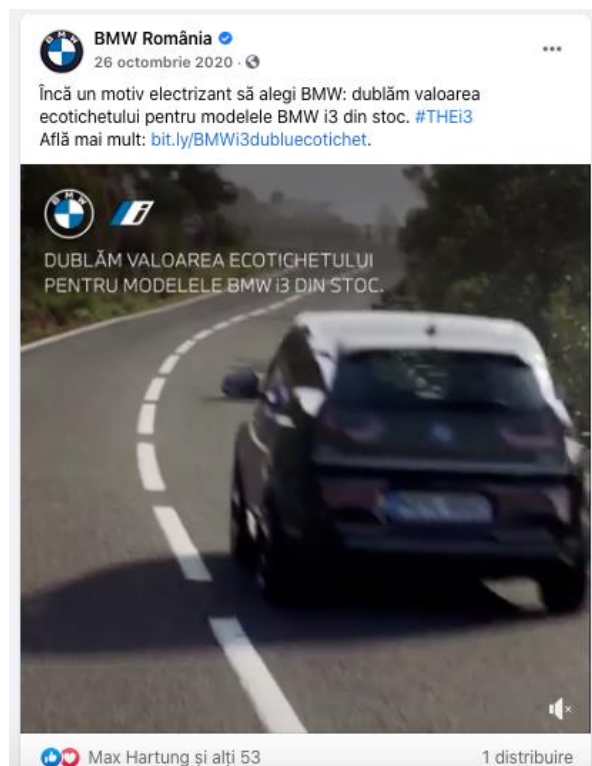 BMW România
26 octombrie 2020 ·
Încă un motiv electrizant să alegi BMW: dublăm valoarea
ecotichetului pentru modelele BMW i3 din stoc. #THEi3
Află mai mult: bit.ly/BMWi3dubluecotichet.
BMW
i
DUBLĂM VALOAREA ECOTICHETULUI
PENTRU MODELELE BMW i3 DIN STOC.
Max Hartung și alți 53
1 distribuire